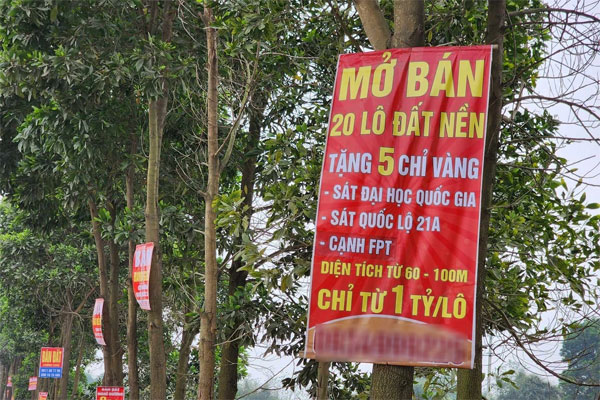 MỞ BÁN
20 LÔ ĐẤT NỀN
TẶNG 5 CHỈ VÀNG
- SÁT ĐẠI HỌC QUỐC GIA
- SÁT QUỐC LỘ 21A
- CẠNH FPT
DIỆN TÍCH TỪ 60 - 100M
CHỈ TỪ 1 TỶ/LÔ
BÁN ĐẤT